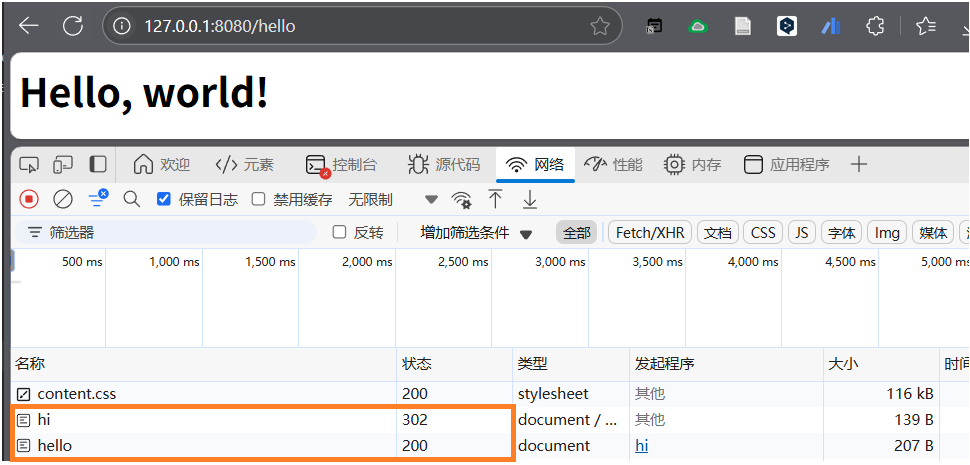 127.0.0.1:8080/hello
Hello, world!
欢迎 元素 控制台 源代码 网络 性能 内存 应用程序
保留日志 禁用缓存 无限制
筛选器 反转 增加筛选条件 全部 Fetch/XHR 文档 CSS JS 字体 Img 媒体
500 ms 1,000 ms 1,500 ms 2,000 ms 2,500 ms 3,000 ms 3,500 ms 4,000 ms 4,500 ms 5,000 ms
名称 状态 类型 发起程序 大小 时间
content.css 200 stylesheet 其他 116 kB
hi 302 document / ... 其他 139 B
hello 200 document hi 207 B